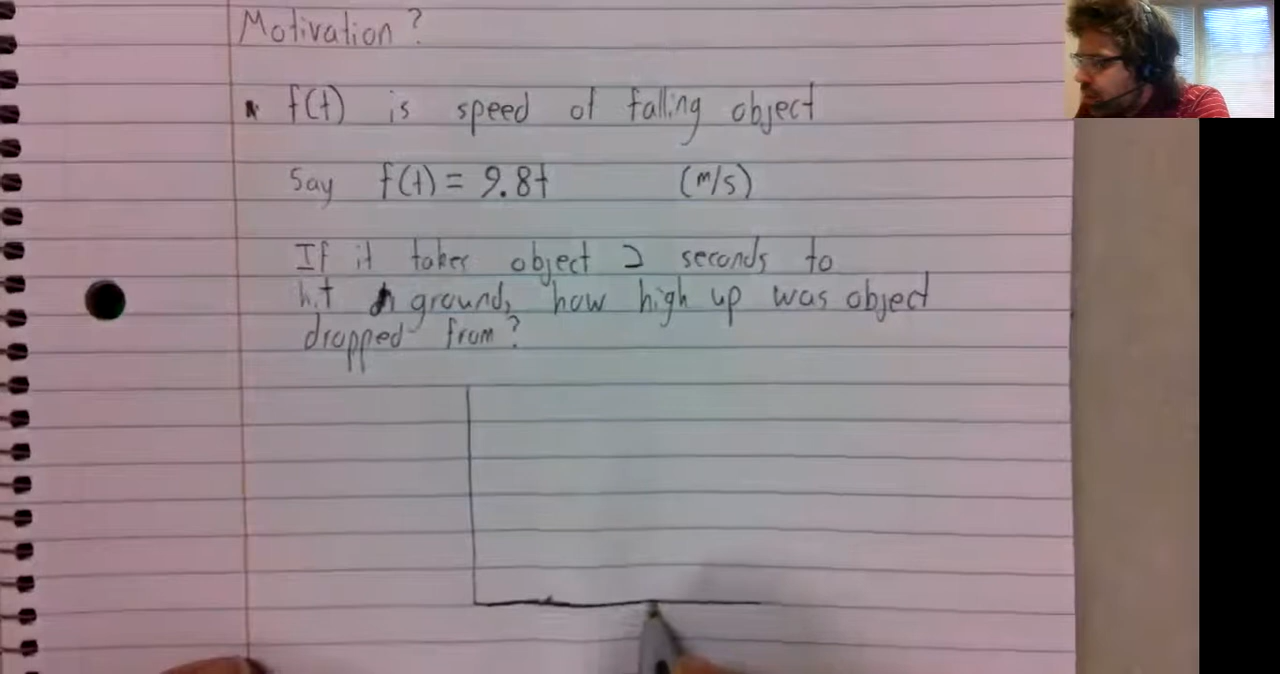 Motivation?
f(t) is speed of falling object
Say f(t) = 9.8t (m/s)
If it takes object 2 seconds to
hit ground, how high up was object
dropped from?